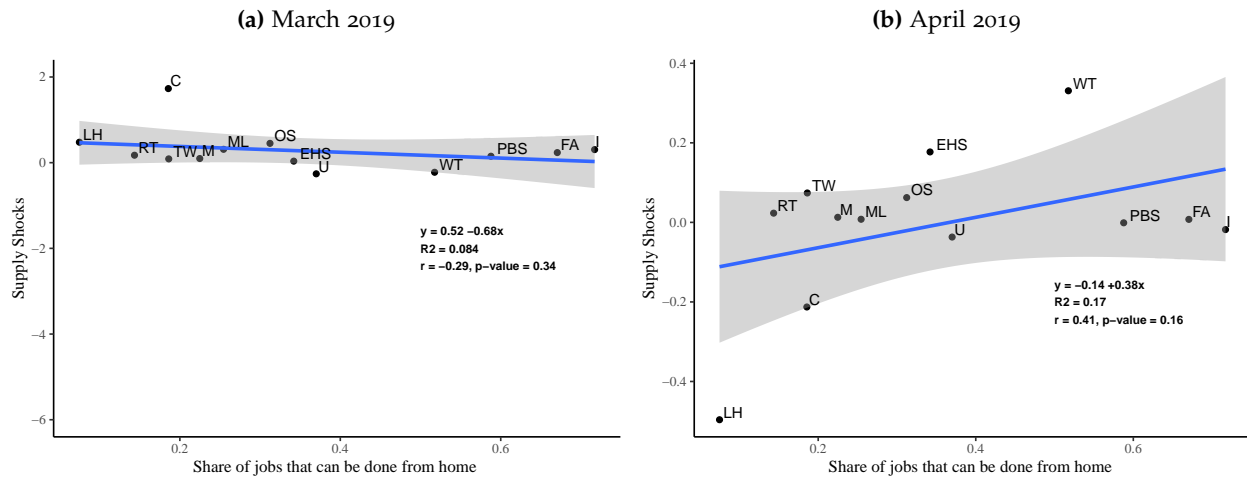 (a) March 2019
Supply Shocks
2
0
−2
−4
−6
C
LH
RT
TW
M
ML
OS
EHS
U
WT
PBS
FA
I
y = 0.52 −0.68x
R2 = 0.084
r = −0.29, p−value = 0.34
0.2
0.4
0.6
Share of jobs that can be done from home
(b) April 2019
Supply Shocks
0.4
0.2
0.0
−0.2
−0.4
WT
EHS
TW
RT
M
ML
OS
U
PBS
FA
I
C
LH
y = −0.14 +0.38x
R2 = 0.17
r = 0.41, p−value = 0.16
0.2
0.4
0.6
Share of jobs that can be done from home